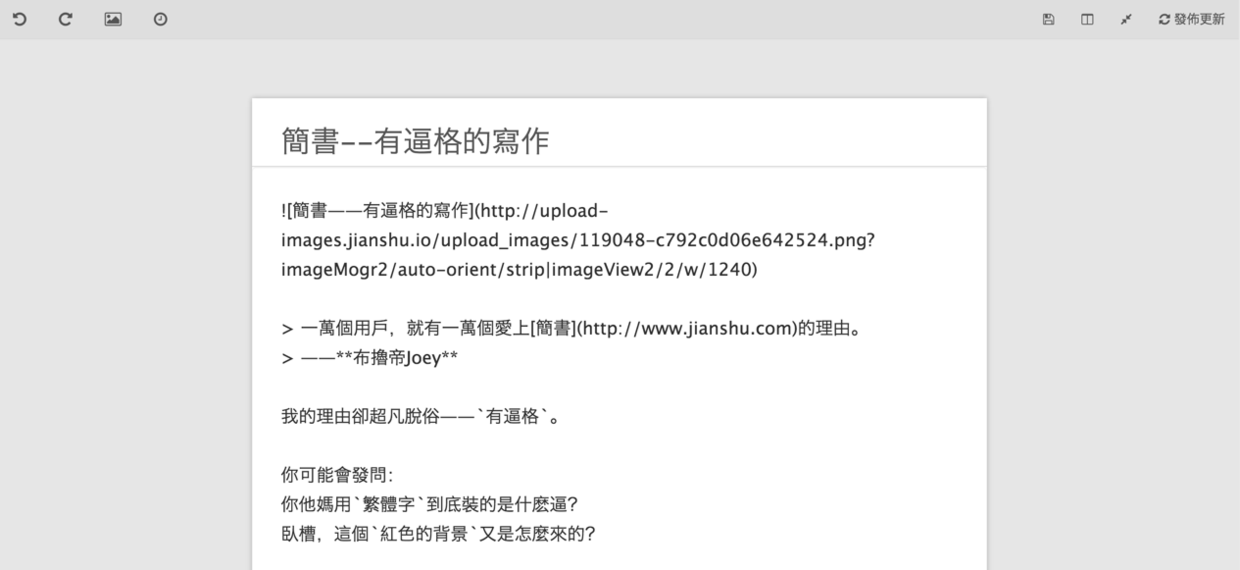 發佈更新
簡書--有逼格的寫作
![簡書——有逼格的寫作](http://upload-
images.jianshu.io/upload_images/119048-c792c0d06e642524.png?
imageMogr2/auto-orient/strip|imageView2/2/w/1240)
> 一萬個用戶，就有一萬個愛上[簡書](http://www.jianshu.com)的理由。
> ——**布擼帝Joey**
我的理由卻超凡脫俗——`有逼格`。
你可能會發問：
你他媽用`繁體字`到底裝的是什麽逼？
臥槽，這個`紅色的背景`又是怎麼來的？